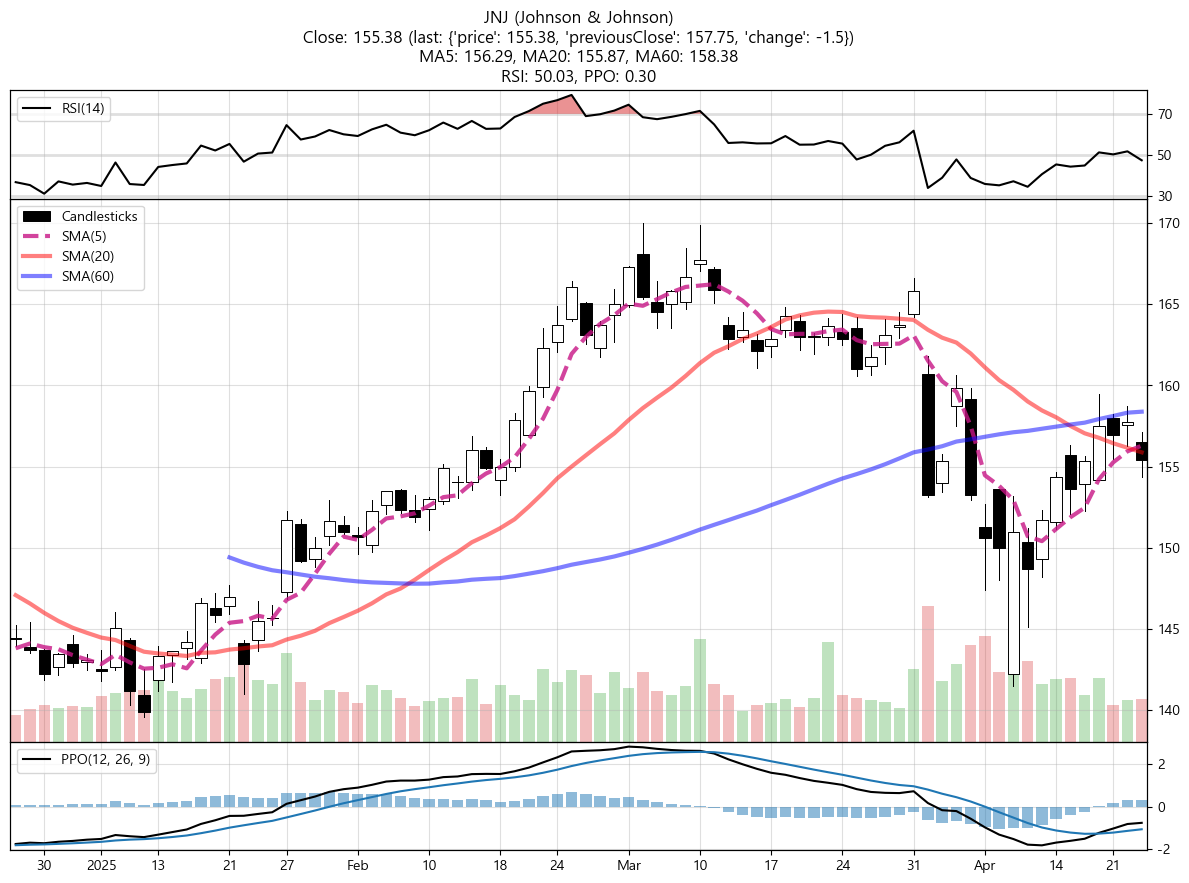 JNJ (Johnson & Johnson)
Close: 155.38 (last: {'price': 155.38, 'previousClose': 157.75, 'change': -1.5})
MA5: 156.29, MA20: 155.87, MA60: 158.38
RSI: 50.03, PPO: 0.30
RSI(14)
70
50
30
Candlesticks
SMA(5)
SMA(20)
SMA(60)
170
165
160
155
150
145
140
PPO(12, 26, 9)
2
0
-2
30 2025 13 21 27 Feb 10 18 24 Mar 10 17 24 31 Apr 14 21